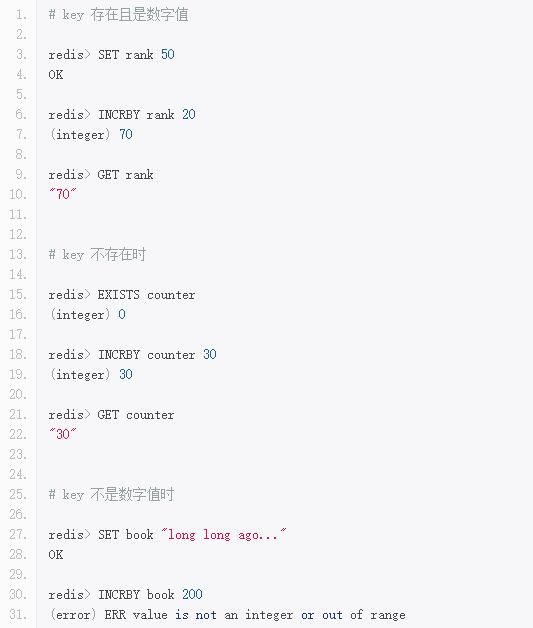 1. # key 存在且是数字值
2.
3. redis> SET rank 50
4. OK
5.
6. redis> INCRBY rank 20
7. (integer) 70
8.
9. redis> GET rank
10. "70"
11.
12.
13. # key 不存在时
14.
15. redis> EXISTS counter
16. (integer) 0
17.
18. redis> INCRBY counter 30
19. (integer) 30
20.
21. redis> GET counter
22. "30"
23.
24.
25. # key 不是数字值时
26.
27. redis> SET book "long long ago..."
28. OK
29.
30. redis> INCRBY book 200
31. (error) ERR value is not an integer or out of range